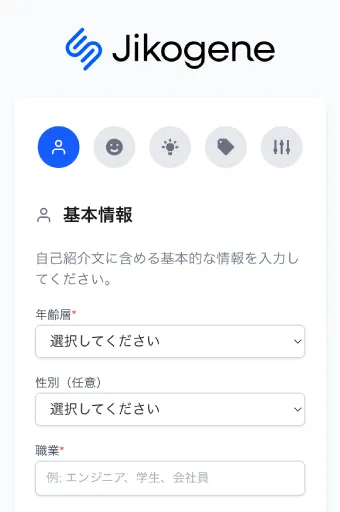 Jikogene
基本情報
自己紹介文に含める基本的な情報を入力し
てください。
年齢層*
選択してください
性別（任意）
選択してください
職業*
例: エンジニア、学生、会社員